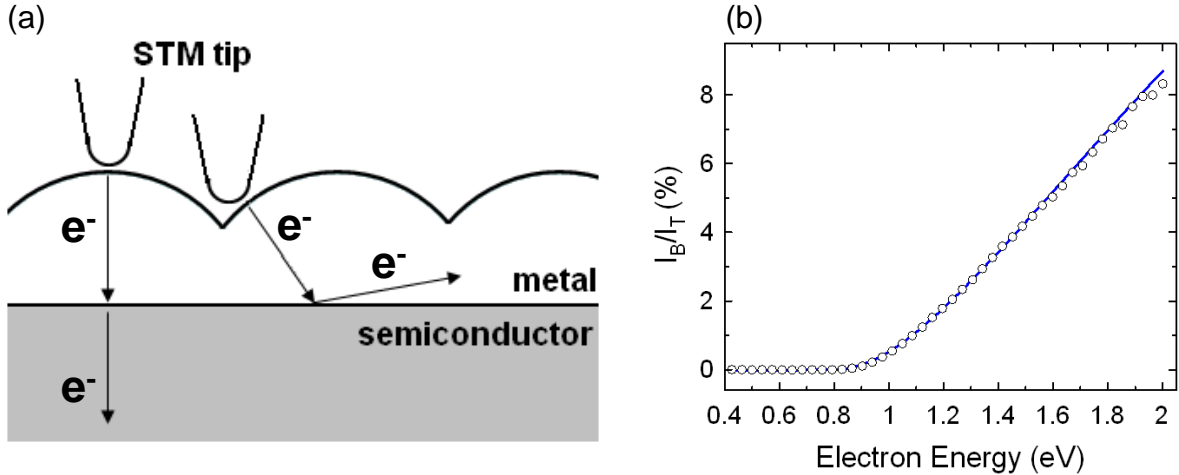 (a)
STM tip
e-
e-
e-
metal
semiconductor
e-
(b)
I_B/I_T (%)
8
6
4
2
0
0.4 0.6 0.8 1 1.2 1.4 1.6 1.8 2
Electron Energy (eV)